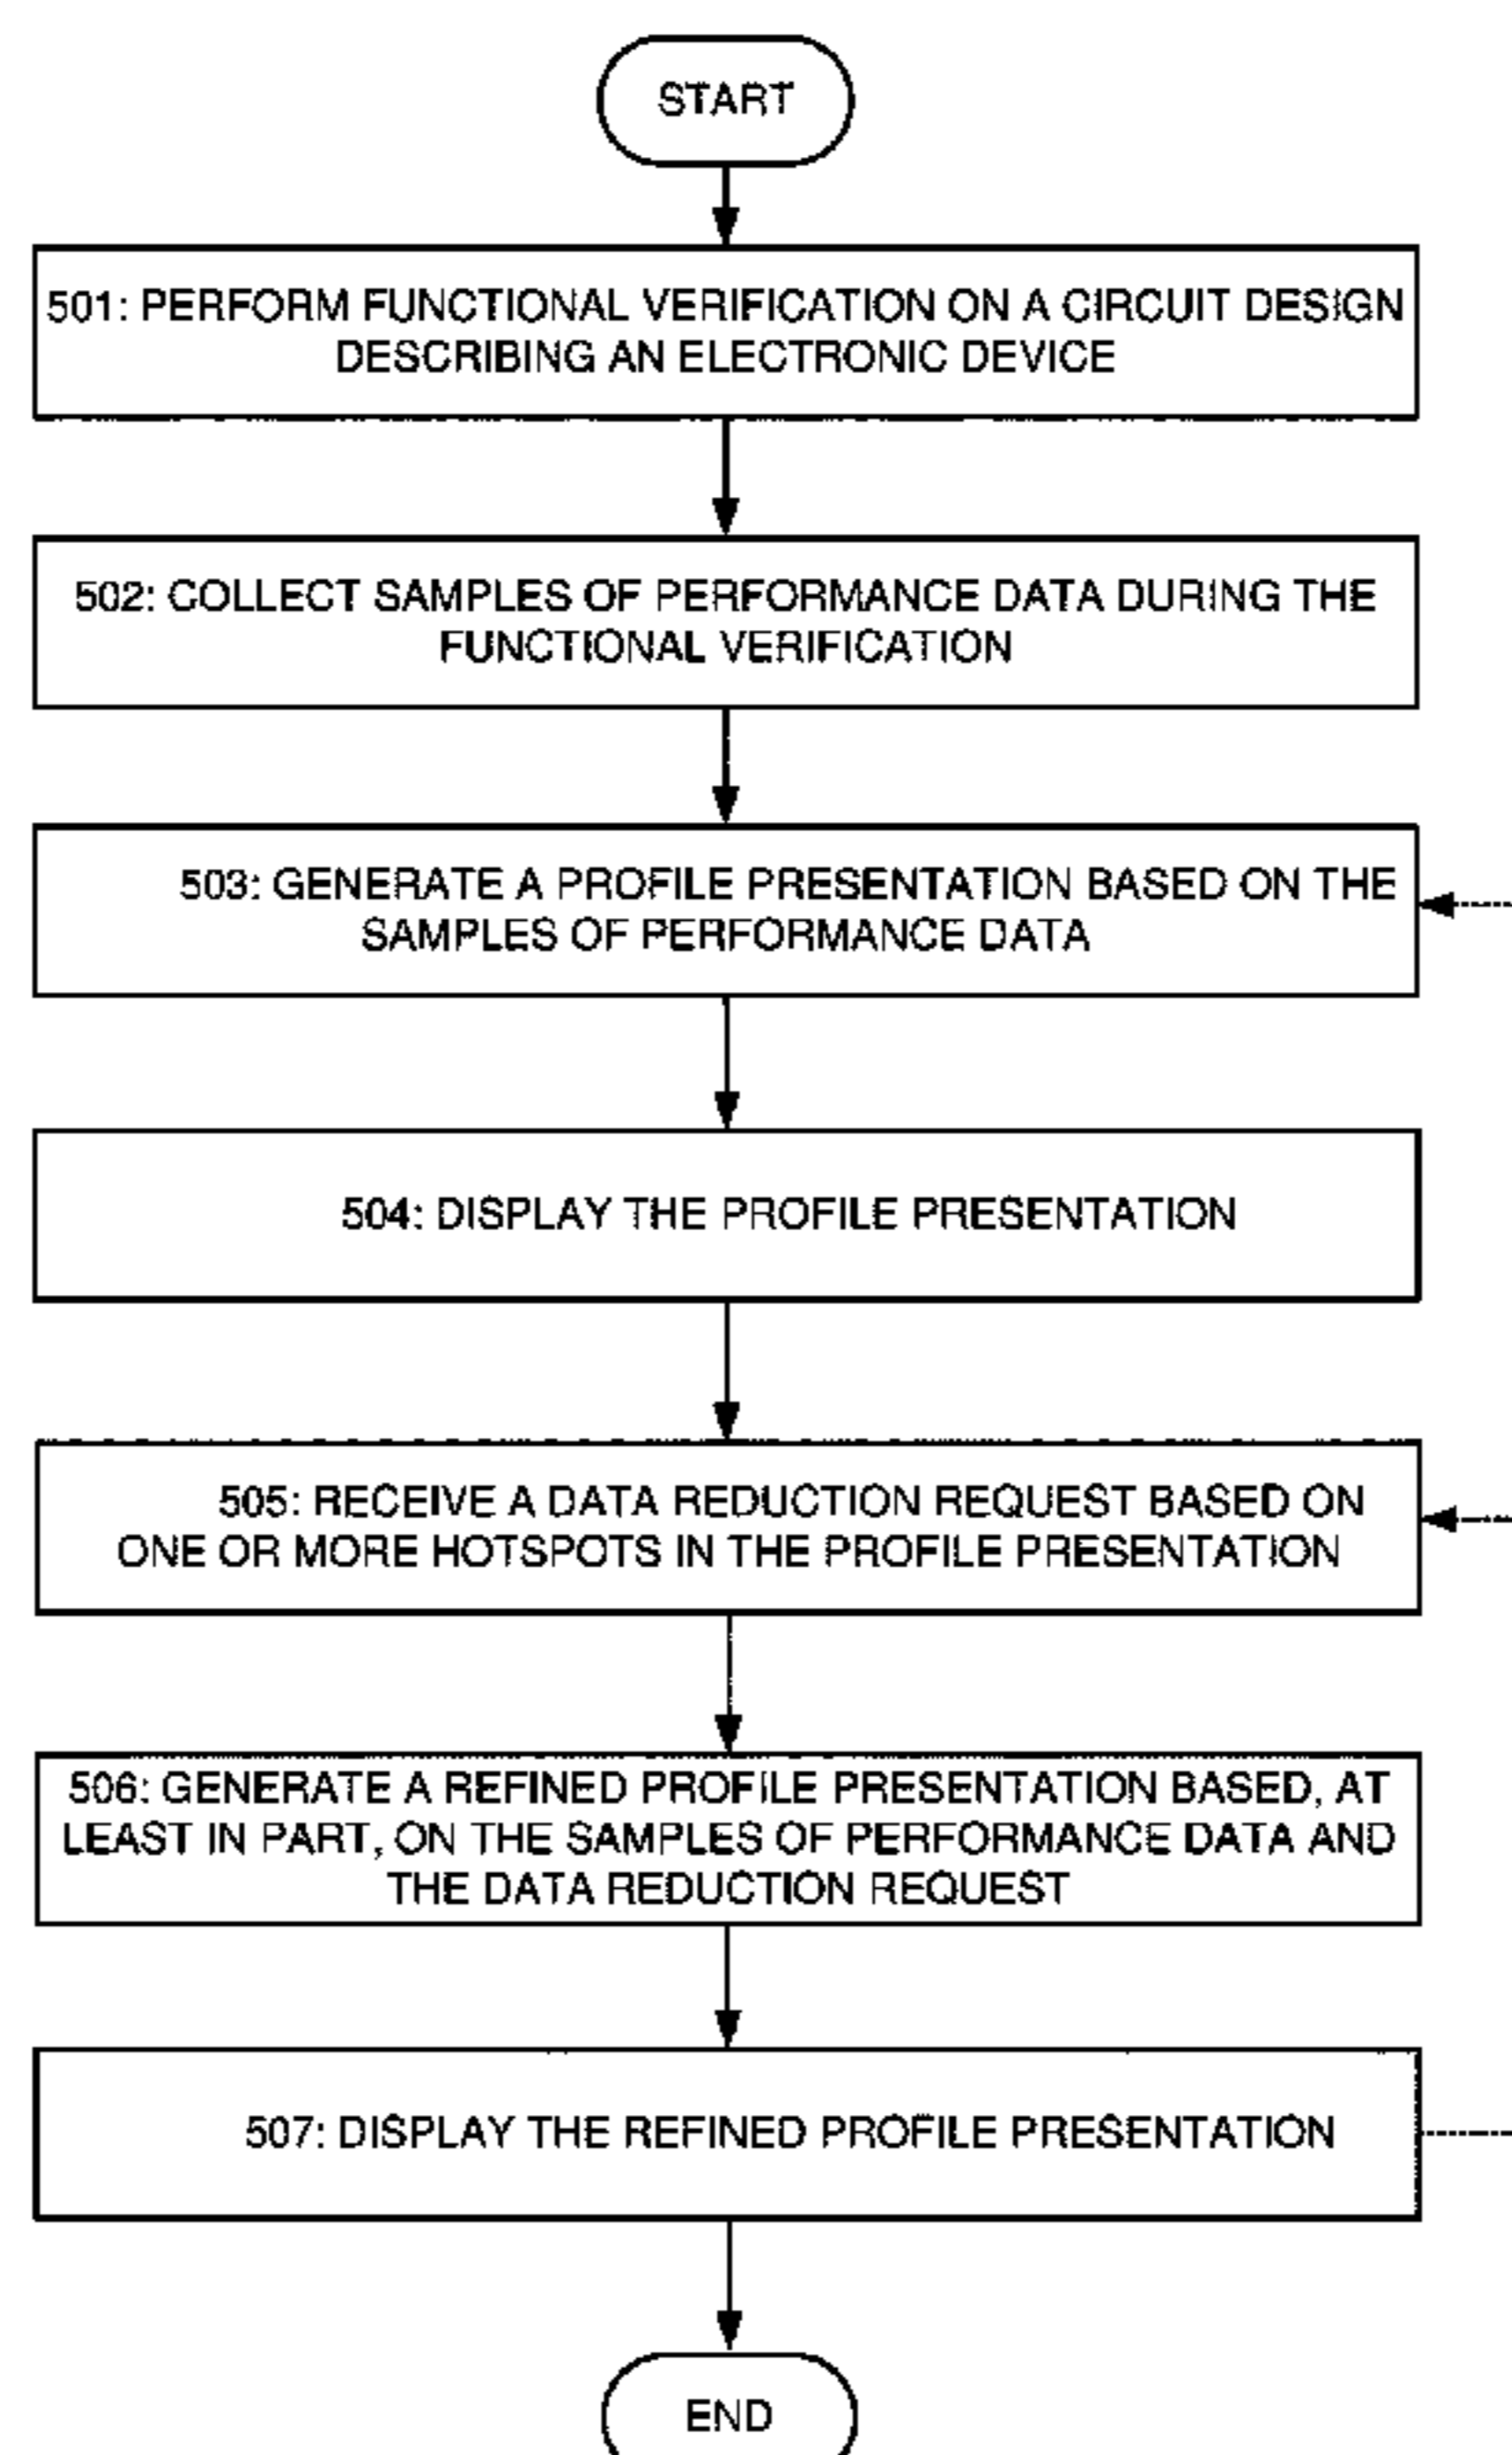 START
501: PERFORM FUNCTIONAL VERIFICATION ON A CIRCUIT DESIGN
DESCRIBING AN ELECTRONIC DEVICE
502: COLLECT SAMPLES OF PERFORMANCE DATA DURING THE
FUNCTIONAL VERIFICATION
503: GENERATE A PROFILE PRESENTATION BASED ON THE
SAMPLES OF PERFORMANCE DATA
504: DISPLAY THE PROFILE PRESENTATION
505: RECEIVE A DATA REDUCTION REQUEST BASED ON
ONE OR MORE HOTSPOTS IN THE PROFILE PRESENTATION
506: GENERATE A REFINED PROFILE PRESENTATION BASED, AT
LEAST IN PART, ON THE SAMPLES OF PERFORMANCE DATA AND
THE DATA REDUCTION REQUEST
507: DISPLAY THE REFINED PROFILE PRESENTATION
END